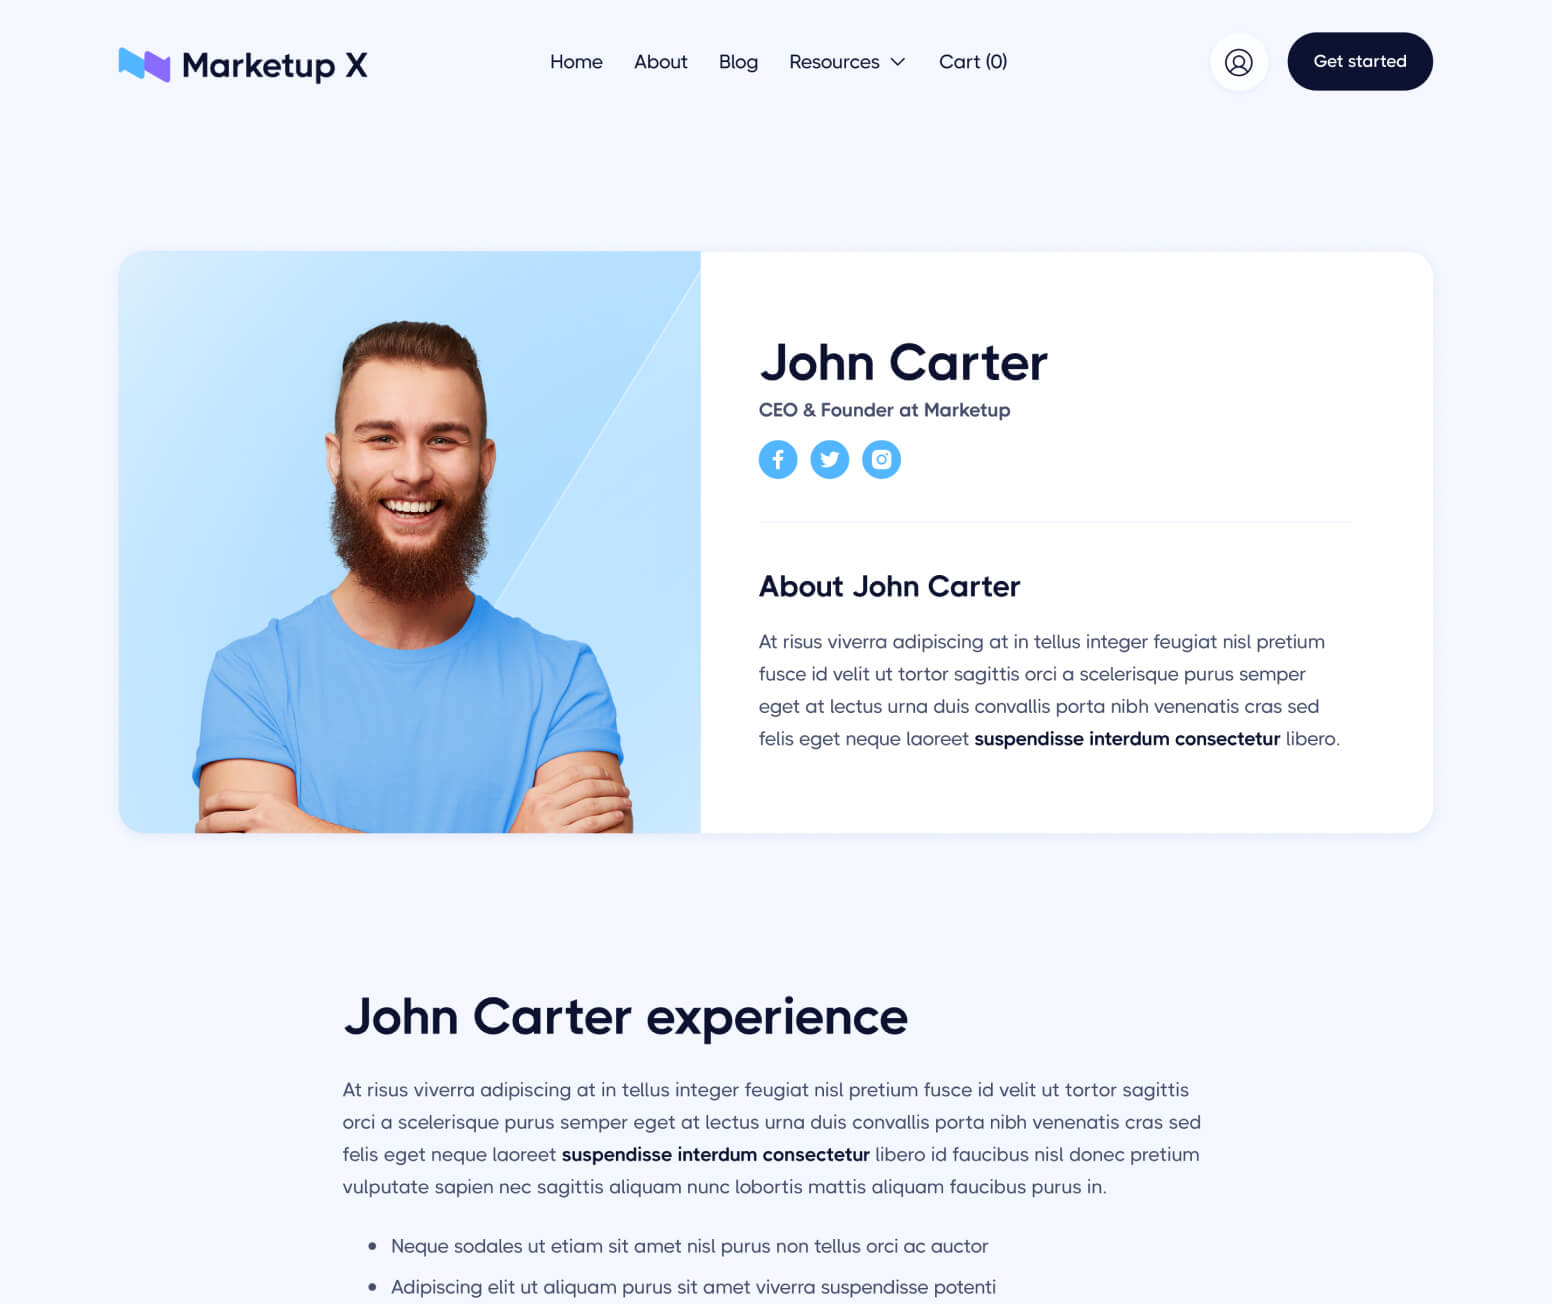 Marketup X
Home About Blog Resources Cart (0)
Get started
John Carter
CEO & Founder at Marketup
About John Carter
At risus viverra adipiscing at in tellus integer feugiat nisl pretium
fusce id velit ut tortor sagittis orci a scelerisque purus semper
eget at lectus urna duis convallis porta nibh venenatis cras sed
felis eget neque laoreet suspendisse interdum consectetur libero.
John Carter experience
At risus viverra adipiscing at in tellus integer feugiat nisl pretium fusce id velit ut tortor sagittis
orci a scelerisque purus semper eget at lectus urna duis convallis porta nibh venenatis cras sed
felis eget neque laoreet suspendisse interdum consectetur libero id faucibus nisl donec pretium
vulputate sapien nec sagittis aliquam nunc lobortis mattis aliquam faucibus purus in.
• Neque sodales ut etiam sit amet nisl purus non tellus orci ac auctor
• Adipiscing elit ut aliquam purus sit amet viverra suspendisse potenti